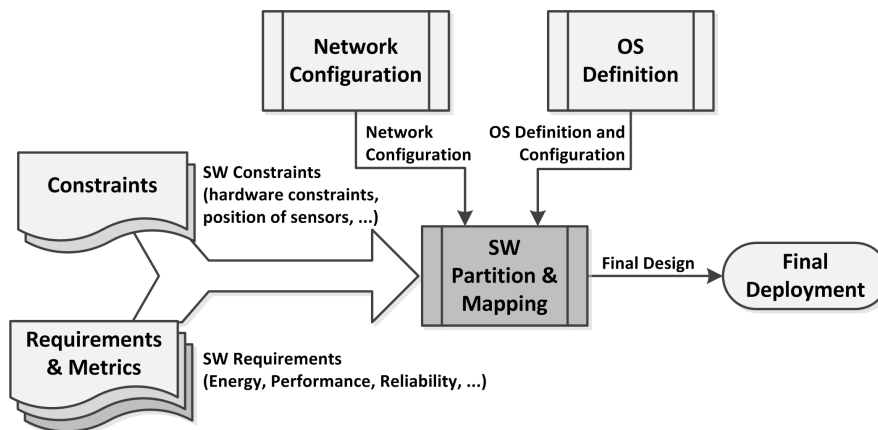 Network
Configuration
OS
Definition
Network
Configuration
OS Definition and
Configuration
Constraints
SW Constraints
(hardware constraints,
position of sensors, ...)
SW
Partition &
Mapping
Final Design
Final
Deployment
Requirements
& Metrics
SW Requirements
(Energy, Performance, Reliability, ...)